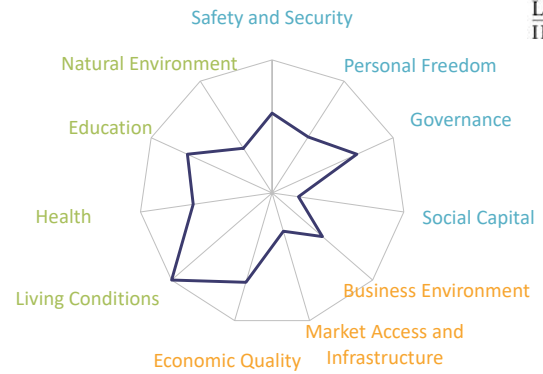 Safety and Security
Natural Environment
Personal Freedom
Education
Governance
Health
Social Capital
Living Conditions
Business Environment
Market Access and
Infrastructure
Economic Quality